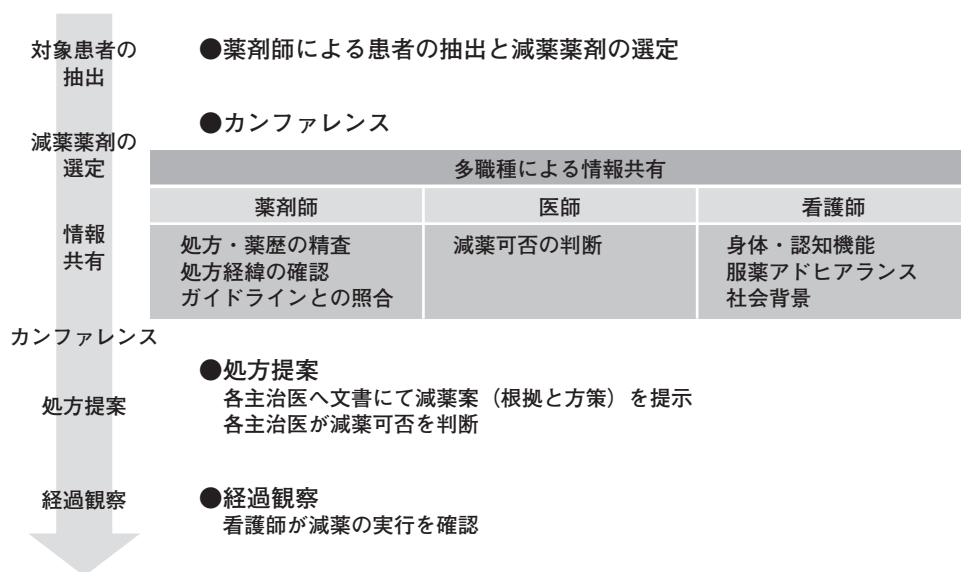 対象患者の
抽出
●薬剤師による患者の抽出と減薬薬剤の選定
減薬薬剤の
選定
●カンファレンス
多職種による情報共有
薬剤師
医師
看護師
情報
共有
処方・薬歴の精査
処方経緯の確認
ガイドラインとの照合
減薬可否の判断
身体・認知機能
服薬アドヒアランス
社会背景
カンファレンス
処方提案
●処方提案
各主治医へ文書にて減薬案（根拠と方策）を提示
各主治医が減薬可否を判断
経過観察
●経過観察
看護師が減薬の実行を確認